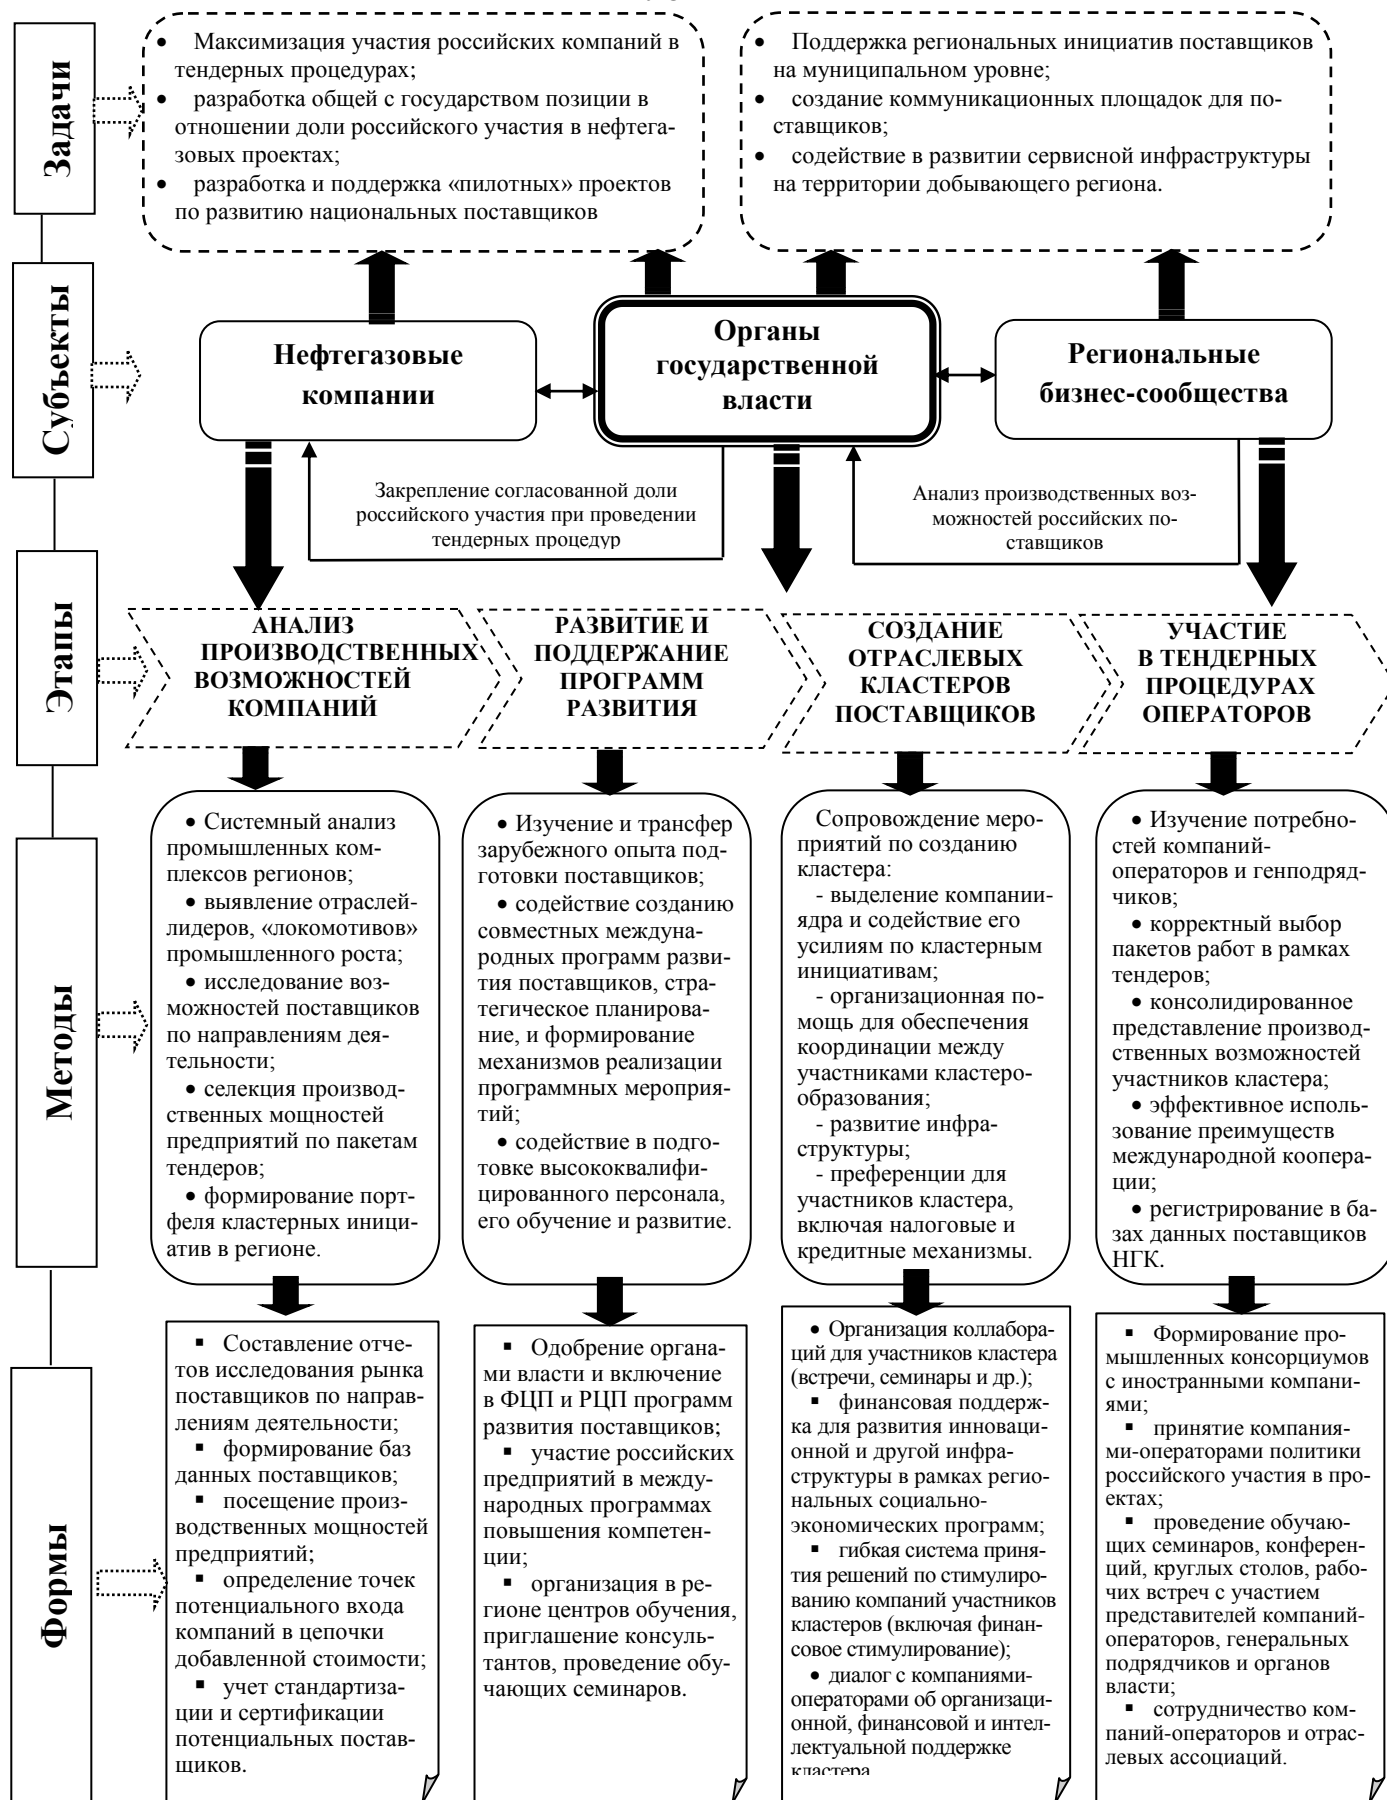 Задачи
• Максимизация участия российских компаний в
тендерных процедурах;
• разработка общей с государством позиции в
отношении доли российского участия в нефтега-
зовых проектах;
• разработка и поддержка «пилотных» проектов
по развитию национальных поставщиков
• Поддержка региональных инициатив поставщиков
на муниципальном уровне;
• создание коммуникационных площадок для по-
ставщиков;
• содействие в развитии сервисной инфраструктуры
на территории добывающего региона.
Субъекты
Нефтегазовые
компании
Органы
государственной
власти
Региональные
бизнес-сообщества
Закрепление согласованной доли
российского участия при проведении
тендерных процедур
Анализ производственных воз-
можностей российских по-
ставщиков
Этапы
АНАЛИЗ
ПРОИЗВОДСТВЕННЫХ
ВОЗМОЖНОСТЕЙ
КОМПАНИЙ
РАЗВИТИЕ И
ПОДДЕРЖАНИЕ
ПРОГРАММ
РАЗВИТИЯ
СОЗДАНИЕ
ОТРАСЛЕВЫХ
КЛАСТЕРОВ
ПОСТАВЩИКОВ
УЧАСТИЕ
В ТЕНДЕРНЫХ
ПРОЦЕДУРАХ
ОПЕРАТОРОВ
Методы
• Системный анализ
промышленных ком-
плексов регионов;
• выявление отраслей-
лидеров, «локомотивов»
промышленного роста;
• исследование воз-
можностей поставщиков
по направлениям дея-
тельности;
• селекция производ-
ственных мощностей
предприятий по пакетам
тендеров;
• формирование порт-
феля кластерных иници-
атив в регионе.
• Изучение и трансфер
зарубежного опыта под-
готовки поставщиков;
• содействие созданию
совместных междуна-
родных программ разви-
тия поставщиков, стра-
тегическое планирова-
ние, и формирование
механизмов реализации
программных мероприя-
тий;
• содействие в подго-
товке высококвалифи-
цированного персонала,
его обучение и развитие.
Сопровождение меро-
приятий по созданию
кластера:
- выделение компании-
ядра и содействие его
усилиям по кластерным
инициативам;
- организационная по-
мощь для обеспечения
координации между
участниками кластеро-
образования;
- развитие инфра-
структуры;
- преференции для
участников кластера,
включая налоговые и
кредитные механизмы.
• Изучение потребно-
стей компаний-
операторов и генподряд-
чиков;
• корректный выбор
пакетов работ в рамках
тендеров;
• консолидированное
представление производ-
ственных возможностей
участников кластера;
• эффективное исполь-
зование преимуществ
международной коопера-
ции;
• регистрирование в ба-
зах данных поставщиков
НГК.
Формы
▪ Составление отче-
тов исследования рынка
поставщиков по направ-
лениям деятельности;
▪ формирование баз
данных поставщиков;
▪ посещение произ-
водственных мощностей
предприятий;
▪ определение точек
потенциального входа
компаний в цепочки
добавленной стоимости;
▪ учет стандартиза-
ции и сертификации
потенциальных постав-
щиков.
▪ Одобрение органа-
ми власти и включение
в ФЦП и РЦП программ
развития поставщиков;
▪ участие российских
предприятий в между-
народных программах
повышения компетен-
ции;
▪ организация в ре-
гионе центров обучения,
приглашение консуль-
тантов, проведение обу-
чающих семинаров.
• Организация коллабора-
ций для участников кластера
(встречи, семинары и др.);
▪ финансовая поддерж-
ка для развития инноваци-
онной и другой инфра-
структуры в рамках регио-
нальных социально-
экономических программ;
▪ гибкая система приня-
тия решений по стимулиро-
ванию компаний участников
кластеров (включая финан-
совое стимулирование);
• диалог с компаниями-
операторами об организаци-
онной, финансовой и интел-
лектуальной поддержке
кластера
▪ Формирование про-
мышленных консорциумов
с иностранными компани-
ями;
▪ принятие компания-
ми-операторами политики
российского участия в про-
ектах;
▪ проведение обучаю-
щих семинаров, конферен-
ций, круглых столов, рабо-
чих встреч с участием
представителей компаний-
операторов, генеральных
подрядчиков и органов
власти;
▪ сотрудничество ком-
паний-операторов и отрас-
левых ассоциаций.